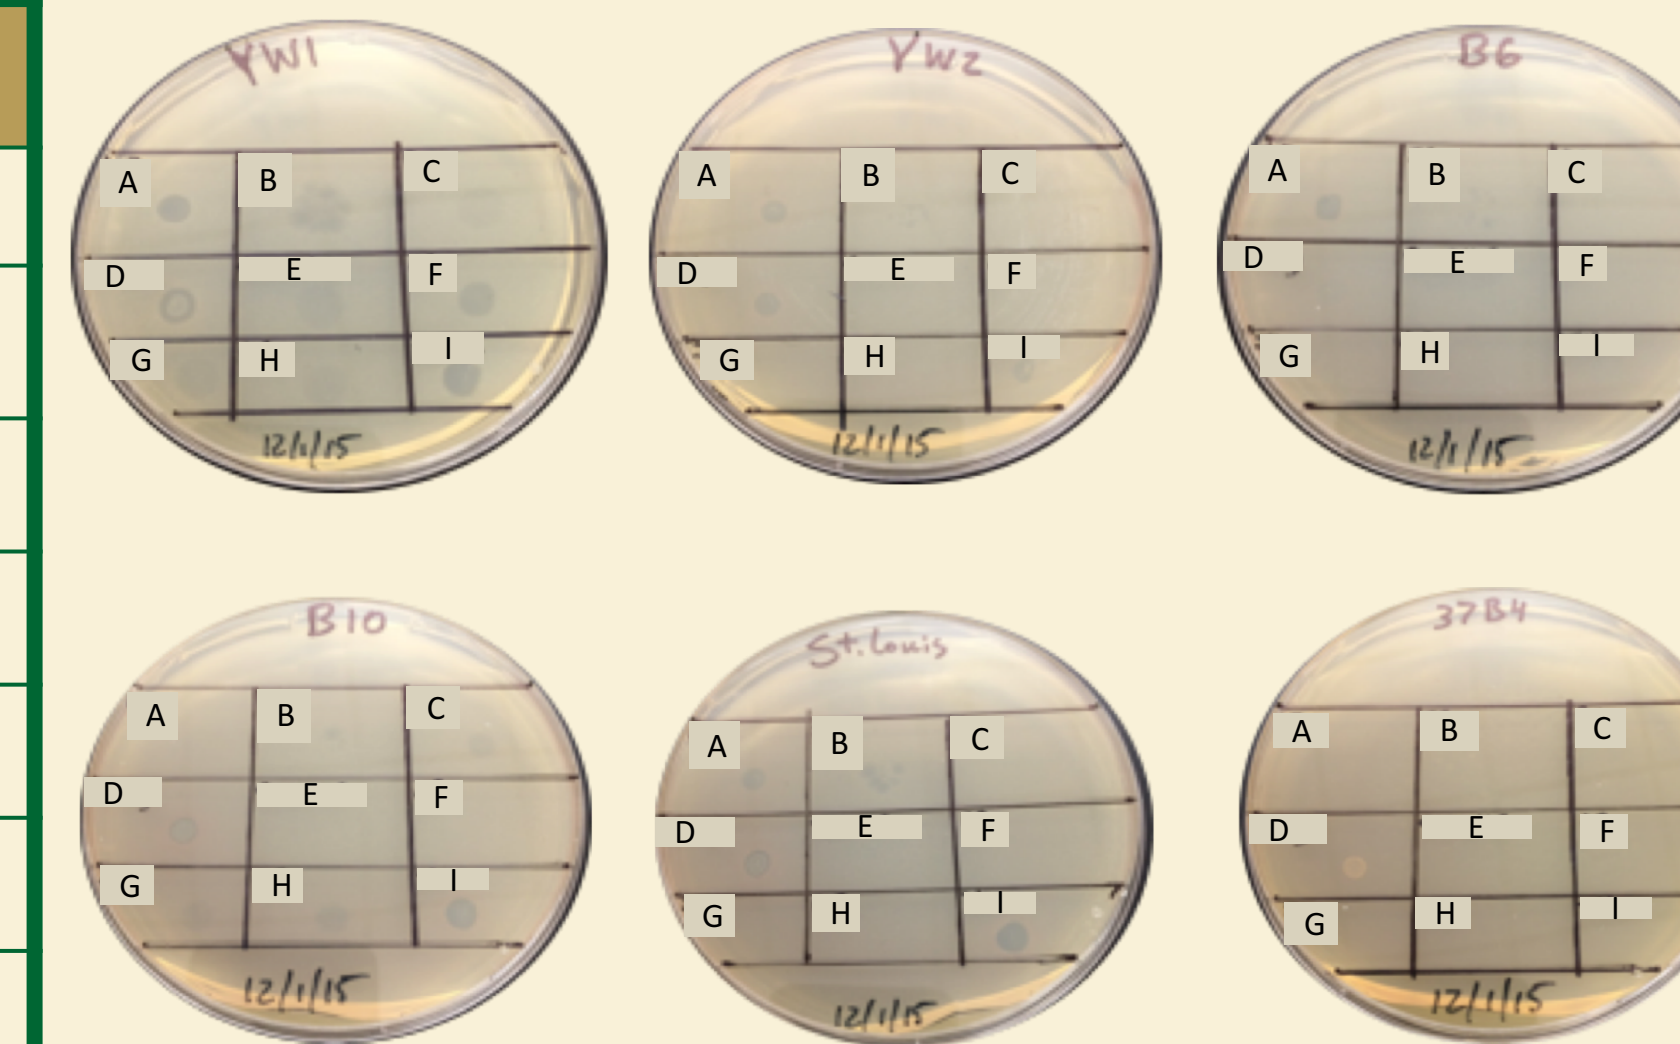 YW1
A B C
D E F
G H I
12/1/15
YW2
A B C
D E F
G H I
12/1/15
B6
A B C
D E F
G H I
12/1/15
B10
A B C
D E F
G H I
12/1/15
St. Louis
A B C
D E F
G H I
12/1/15
37B4
A B C
D E F
G H I
12/1/15